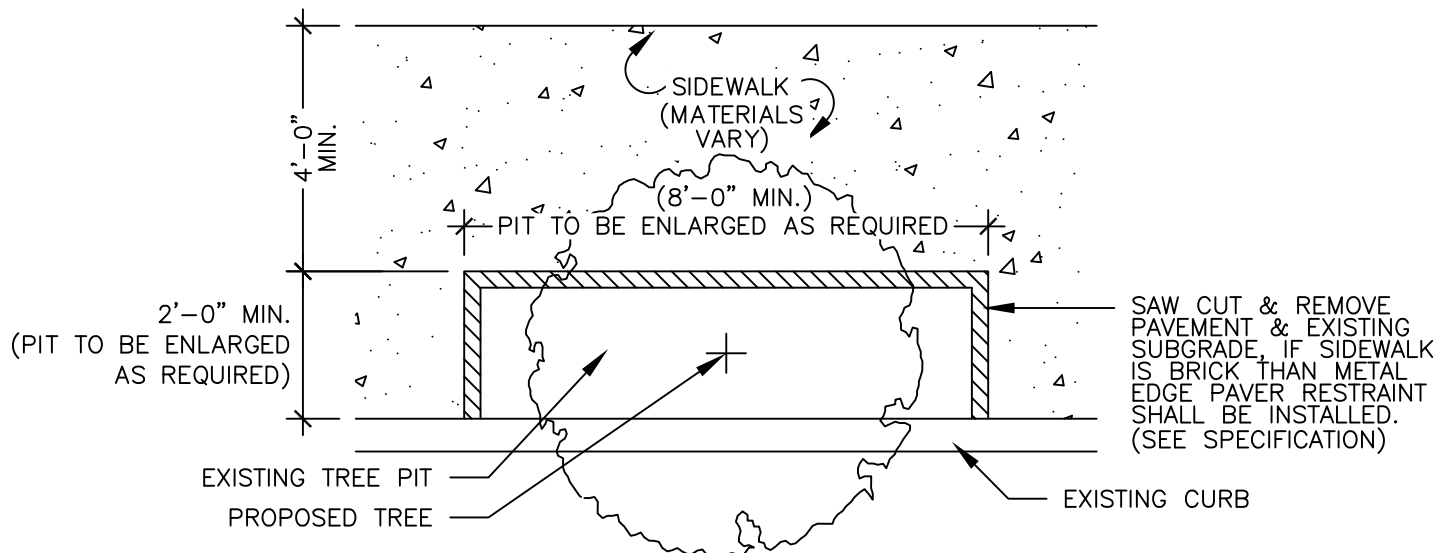 4'-0"
MIN.
SIDEWALK
(MATERIALS
VARY)
(8'-0" MIN.)
PIT TO BE ENLARGED AS REQUIRED
2'-0" MIN.
(PIT TO BE ENLARGED
AS REQUIRED)
SAW CUT & REMOVE
PAVEMENT & EXISTING
SUBGRADE, IF SIDEWALK
IS BRICK THAN METAL
EDGE PAVER RESTRAINT
SHALL BE INSTALLED.
(SEE SPECIFICATION)
EXISTING TREE PIT
PROPOSED TREE
EXISTING CURB